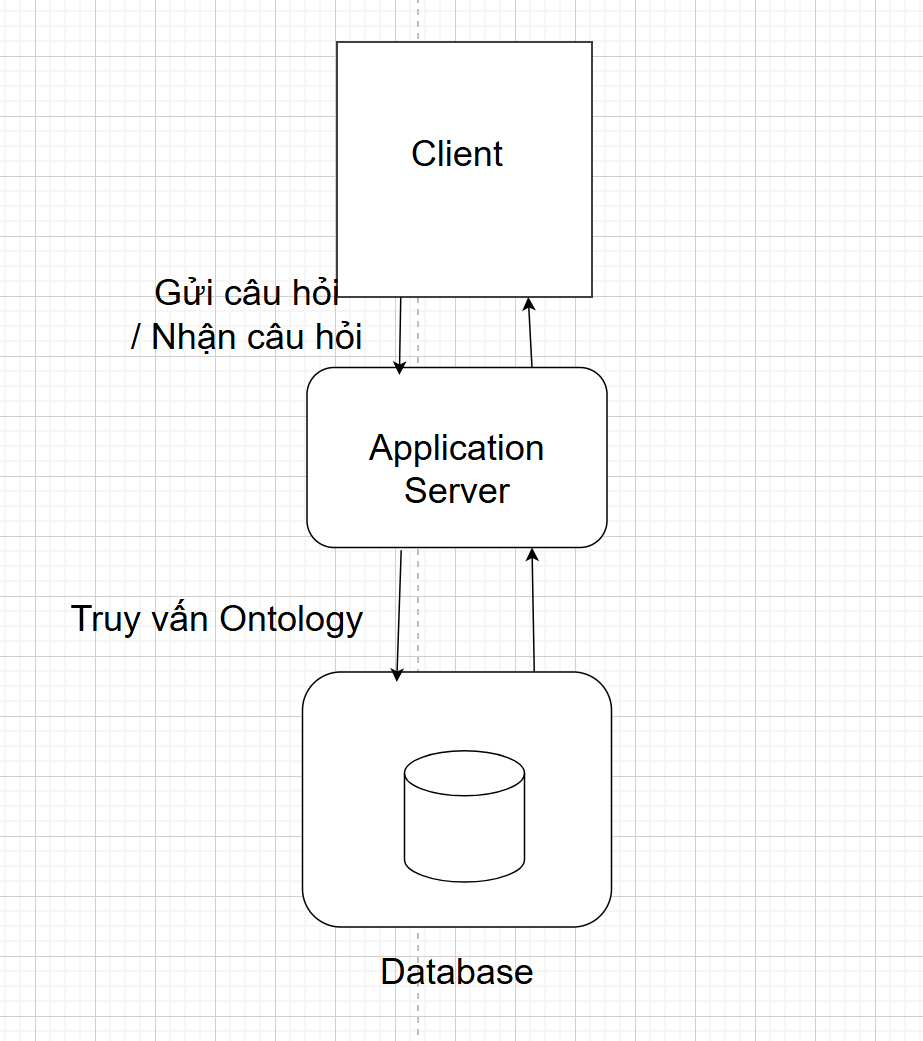 Client
Gửi câu hỏi
/ Nhận câu hỏi
Application
Server
Truy vấn Ontology
Database